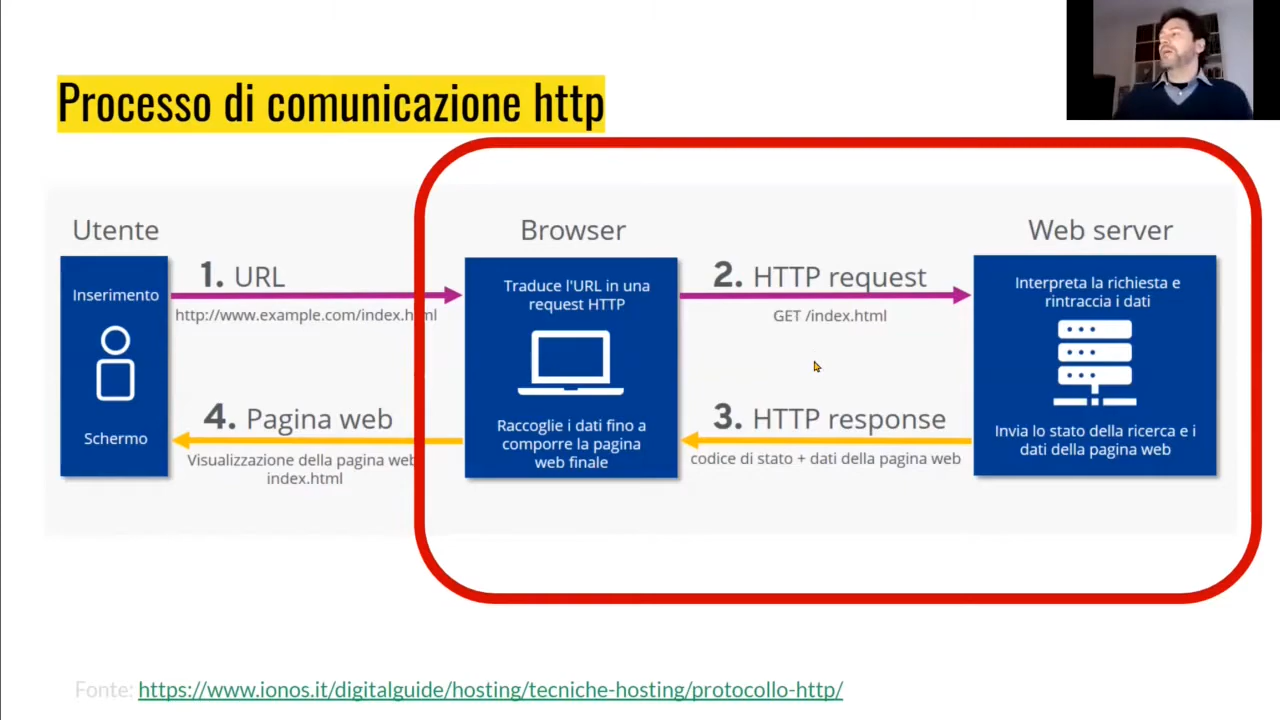 Processo di comunicazione http
Utente
Browser
Web server
Inserimento
Schermo
1. URL
http://www.example.com/index.html
4. Pagina web
Visualizzazione della pagina web
index.html
Traduce l'URL in una
request HTTP
Raccoglie i dati fino a
comporre la pagina
web finale
2. HTTP request
GET /index.html
3. HTTP response
codice di stato + dati della pagina web
Interpreta la richiesta e
rintraccia i dati
Invia lo stato della ricerca e i
dati della pagina web
Fonte: https://www.ionos.it/digitalguide/hosting/tecniche-hosting/protocollo-http/